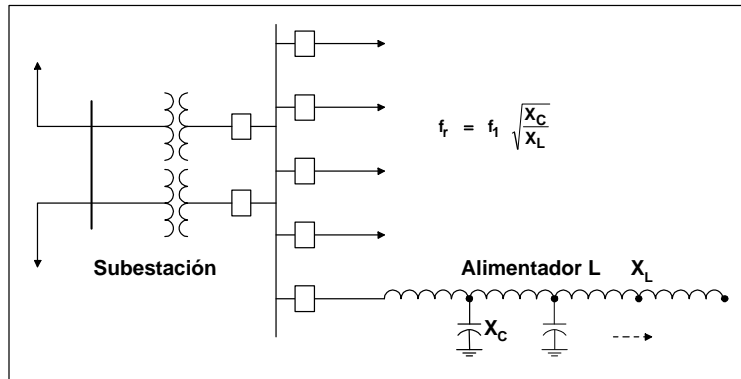 f_r = f_1 √(X_C / X_L)
Subestación
Alimentador L
X_L
X_C